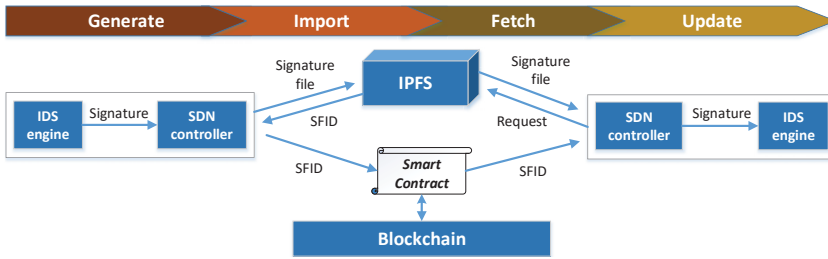 Generate
Import
Fetch
Update
IDS
engine
Signature
SDN
controller
Signature
file
SFID
SFID
IPFS
Smart
Contract
Blockchain
Signature
file
Request
SFID
SDN
controller
Signature
IDS
engine